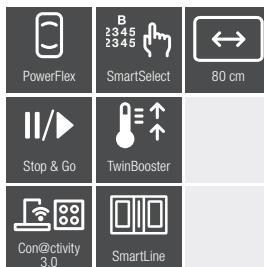 B
2345
2345
PowerFlex
SmartSelect
80 cm
Stop & Go
TwinBooster
Con@ctivity
3.0
SmartLine